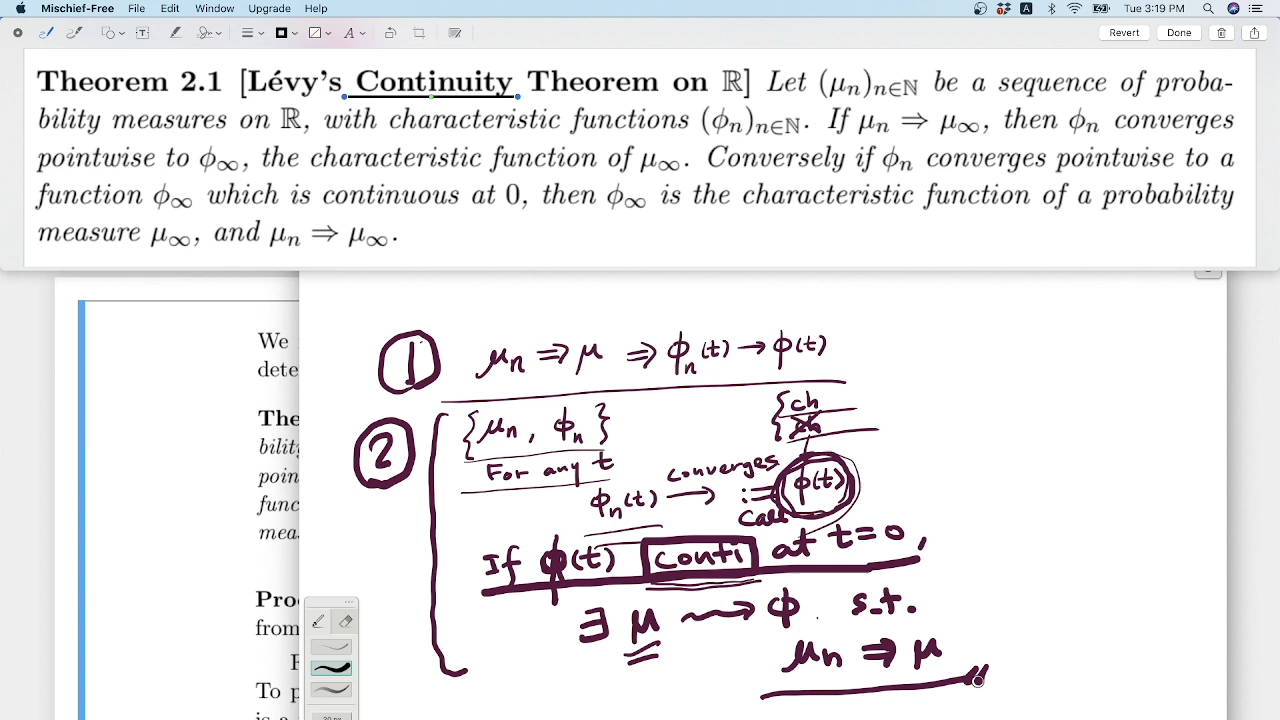 Mischief-Free File Edit Window Upgrade Help A Tue 3:19 PM
Revert Done
Theorem 2.1 [Lévy's Continuity Theorem on ℝ] Let (μn)n∈ℕ be a sequence of proba-
bility measures on ℝ, with characteristic functions (ϕn)n∈ℕ. If μn ⇒ μ∞, then ϕn converges
pointwise to ϕ∞, the characteristic function of μ∞. Conversely if ϕn converges pointwise to a
function ϕ∞ which is continuous at 0, then ϕ∞ is the characteristic function of a probability
measure μ∞, and μn ⇒ μ∞.
We
dete
The
bility
poin
func
mea
Pro
from
F
To p
is a
① μn ⇒ μ ⇒ ϕn(t) → ϕ(t)
② {μn, ϕn}
{ch
{ch
For any t
ϕn(t) → converges := ϕ(t)
Call
If ϕ(t) conti at t=0,
∃ μ ⇝ ϕ s.t.
μn ⇒ μ